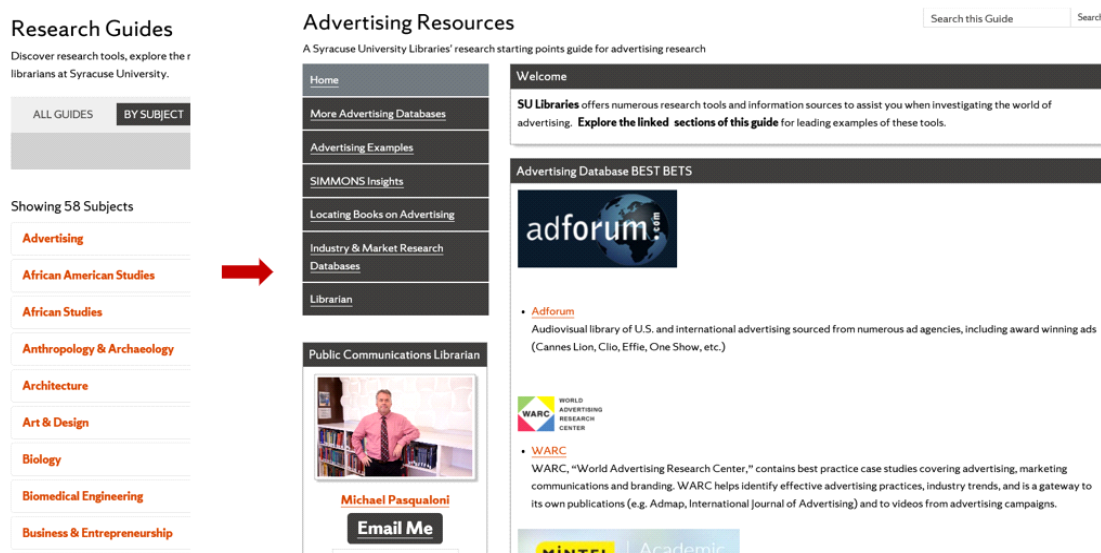 Research Guides
Discover research tools, explore the r
librarians at Syracuse University.
ALL GUIDES
BY SUBJECT
Showing 58 Subjects
Advertising
African American Studies
African Studies
Anthropology & Archaeology
Architecture
Art & Design
Biology
Biomedical Engineering
Business & Entrepreneurship
Advertising Resources
Search this Guide
Search
A Syracuse University Libraries' research starting points guide for advertising research
Home
More Advertising Databases
Advertising Examples
SIMMONS Insights
Locating Books on Advertising
Industry & Market Research
Databases
Librarian
Public Communications Librarian
Michael Pasqualoni
Email Me
Welcome
SU Libraries offers numerous research tools and information sources to assist you when investigating the world of
advertising. Explore the linked sections of this guide for leading examples of these tools.
Advertising Database BEST BETS
adforum.com
• Adforum
Audiovisual library of U.S. and international advertising sourced from numerous ad agencies, including award winning ads
(Cannes Lion, Clio, Effie, One Show, etc.)
WARC
WORLD
ADVERTISING
RESEARCH
CENTER
• WARC
WARC, “World Advertising Research Center,” contains best practice case studies covering advertising, marketing
communications and branding. WARC helps identify effective advertising practices, industry trends, and is a gateway to
its own publications (e.g. Admap, International Journal of Advertising) and to videos from advertising campaigns.
MINTEL
Academic